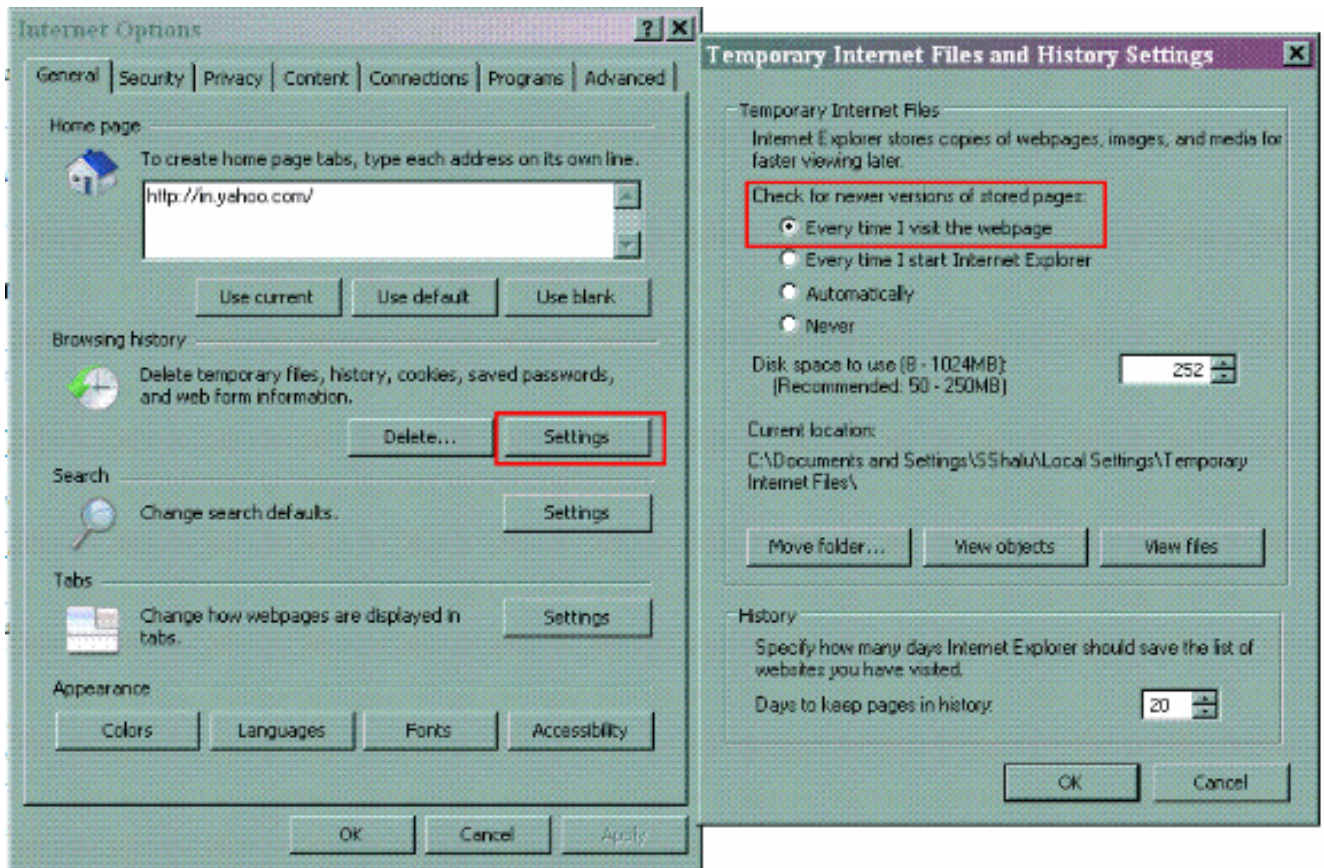 Internet Options
General
Security
Privacy
Content
Connections
Programs
Advanced
Home page
To create home page tabs, type each address on its own line.
http://in.yahoo.com/
Use current
Use default
Use blank
Browsing history
Delete temporary files, history, cookies, saved passwords,
and web form information.
Delete...
Settings
Search
Change search defaults.
Settings
Tabs
Change how webpages are displayed in
tabs.
Settings
Appearance
Colors
Languages
Fonts
Accessibility
OK
Cancel
Apply
Temporary Internet Files and History Settings
Temporary Internet Files
Internet Explorer stores copies of webpages, images, and media for
faster viewing later.
Check for newer versions of stored pages:
Every time I visit the webpage
Every time I start Internet Explorer
Automatically
Never
Disk space to use (8 - 1024MB):
(Recommended: 50 - 250MB)
252
Current location:
C:\Documents and Settings\SShalu\Local Settings\Temporary
Internet Files\
Move folder...
View objects
View files
History
Specify how many days Internet Explorer should save the list of
websites you have visited.
Days to keep pages in history:
20
OK
Cancel